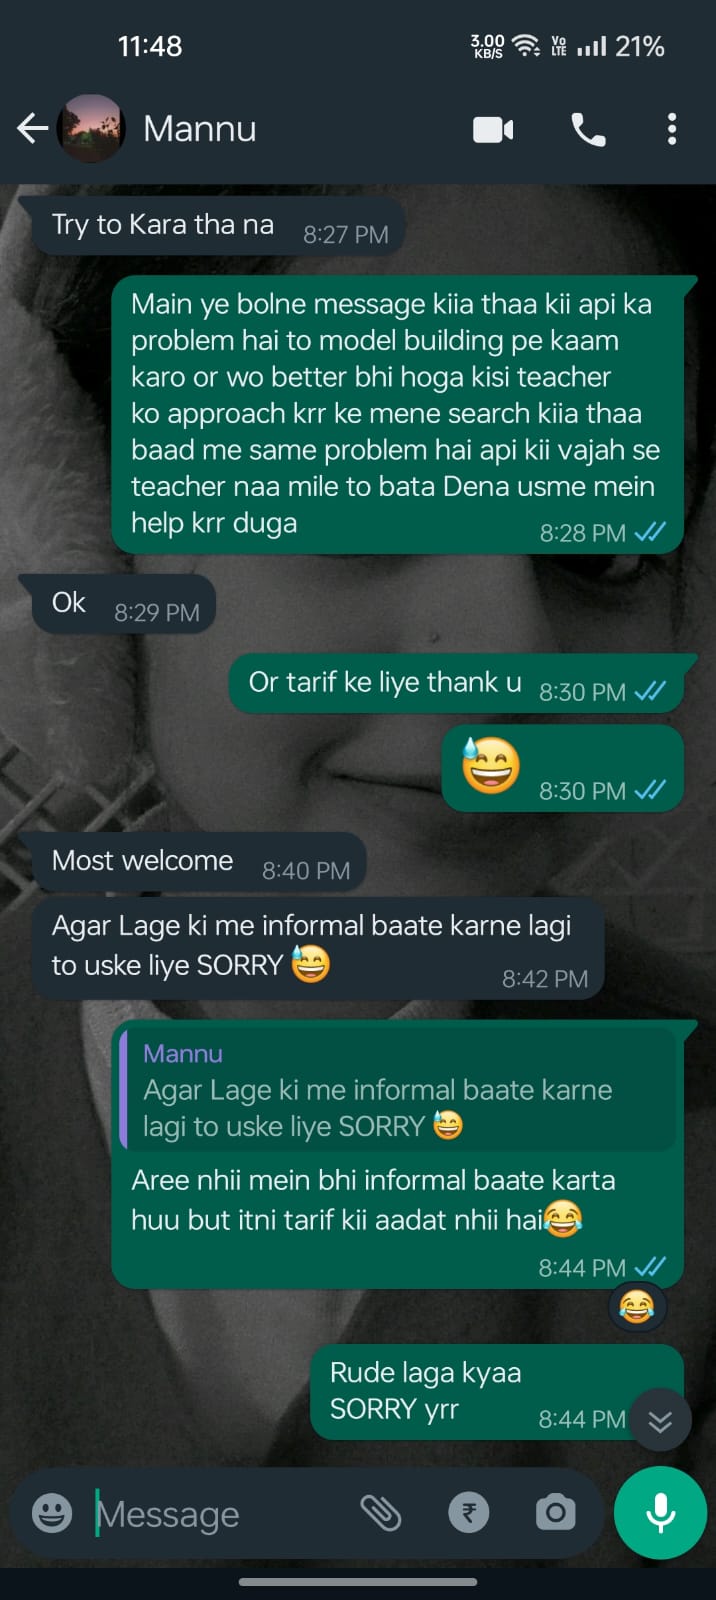 11:48
3.00 KB/S Vo LTE 21%
Mannu
Try to Kara tha na
8:27 PM
Main ye bolne message kiia thaa kii api ka
problem hai to model building pe kaam
karo or wo better bhi hoga kisi teacher
ko approach krr ke mene search kiia thaa
baad me same problem hai api kii vajah se
teacher naa mile to bata Dena usme mein
help krr duga
8:28 PM
Ok
8:29 PM
Or tarif ke liye thank u
8:30 PM
😅
8:30 PM
Most welcome
8:40 PM
Agar Lage ki me informal baate karne lagi
to uske liye SORRY 😅
8:42 PM
Mannu
Agar Lage ki me informal baate karne
lagi to uske liye SORRY 😅
Aree nhii mein bhi informal baate karta
huu but itni tarif kii aadat nhii hai😂
8:44 PM
😂
Rude laga kyaa
SORRY yrr
8:44 PM
Message